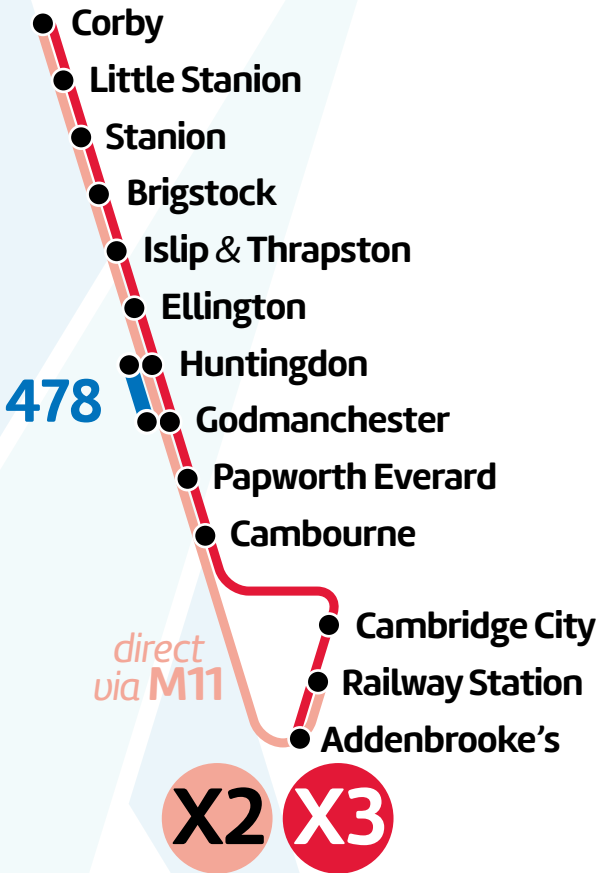 Corby
Little Stanion
Stanion
Brigstock
Islip & Thrapston
Ellington
Huntingdon
478
Godmanchester
Papworth Everard
Cambourne
Cambridge City
direct
via M11
Railway Station
Addenbrooke's
X2 X3